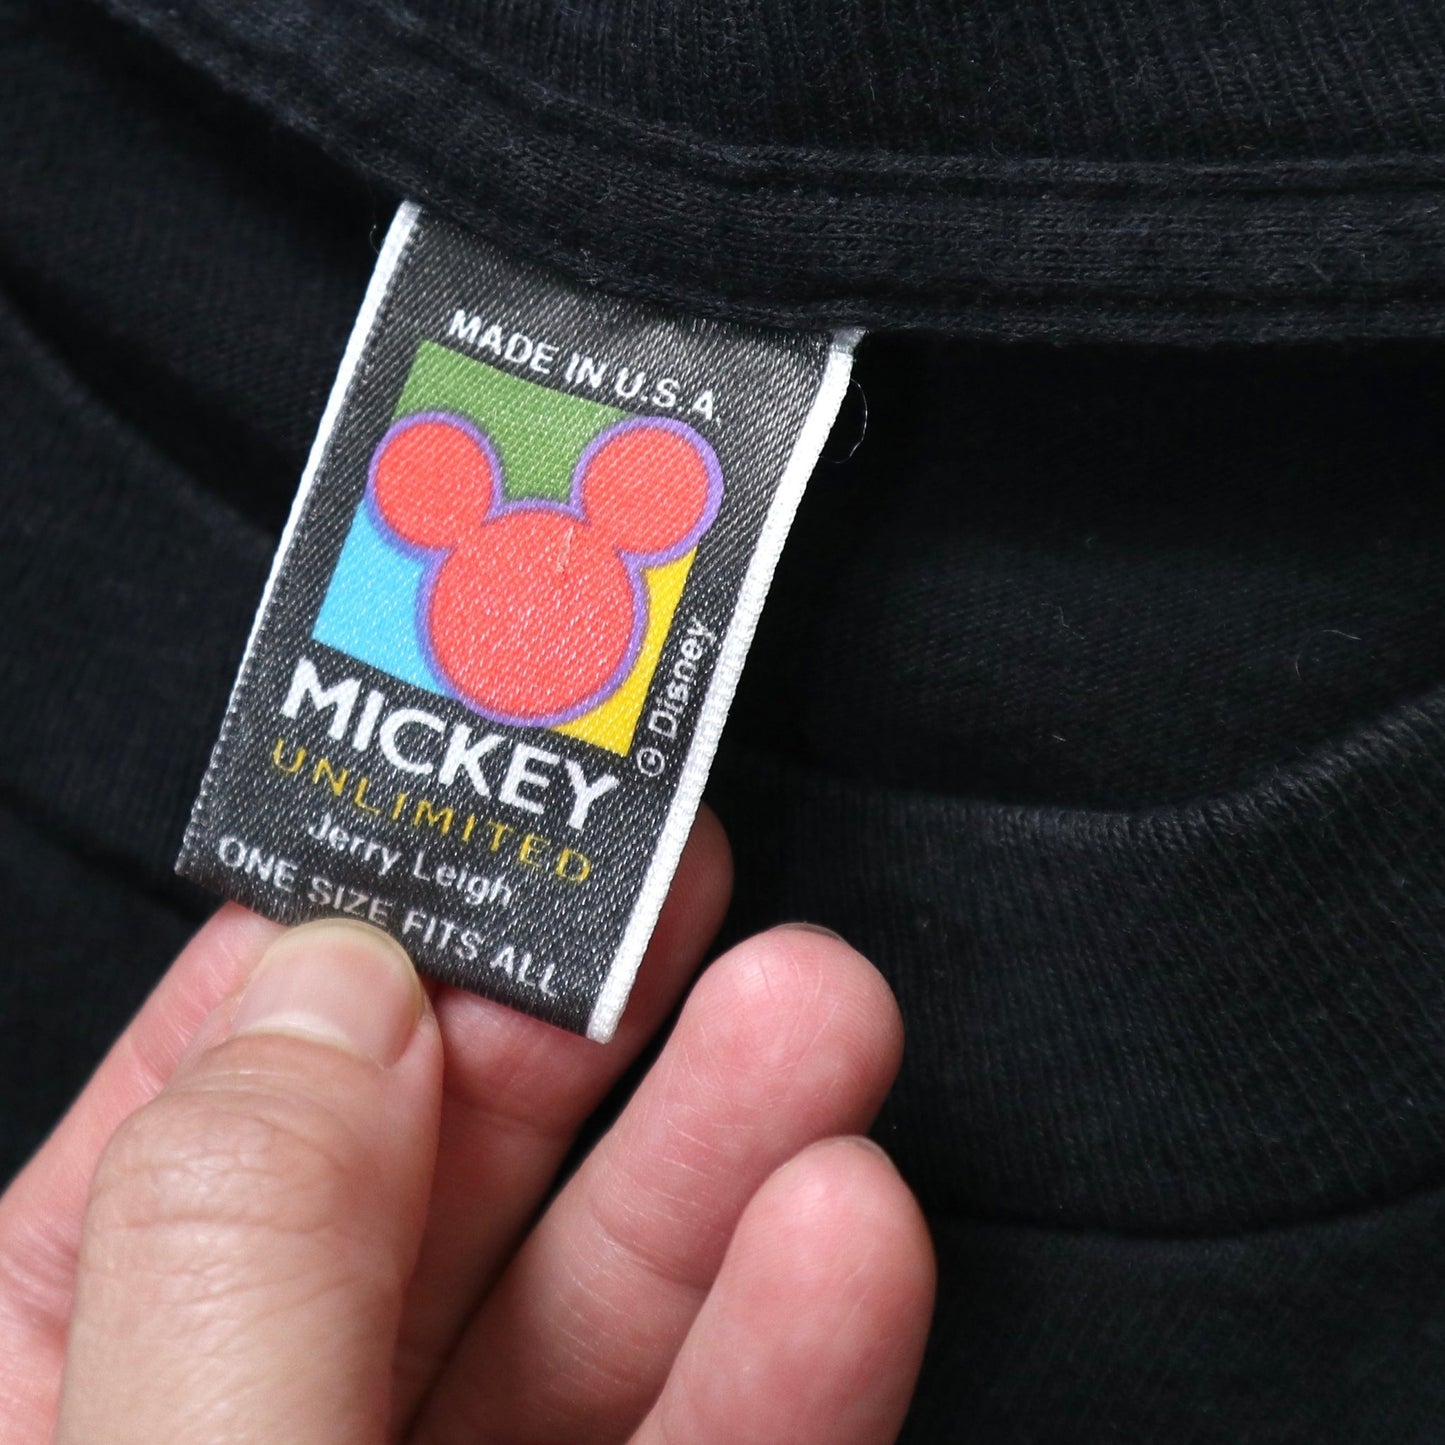 MADE IN U.S.A.
© Disney
MICKEY
UNLIMITED
Jerry Leigh
ONE SIZE FITS ALL